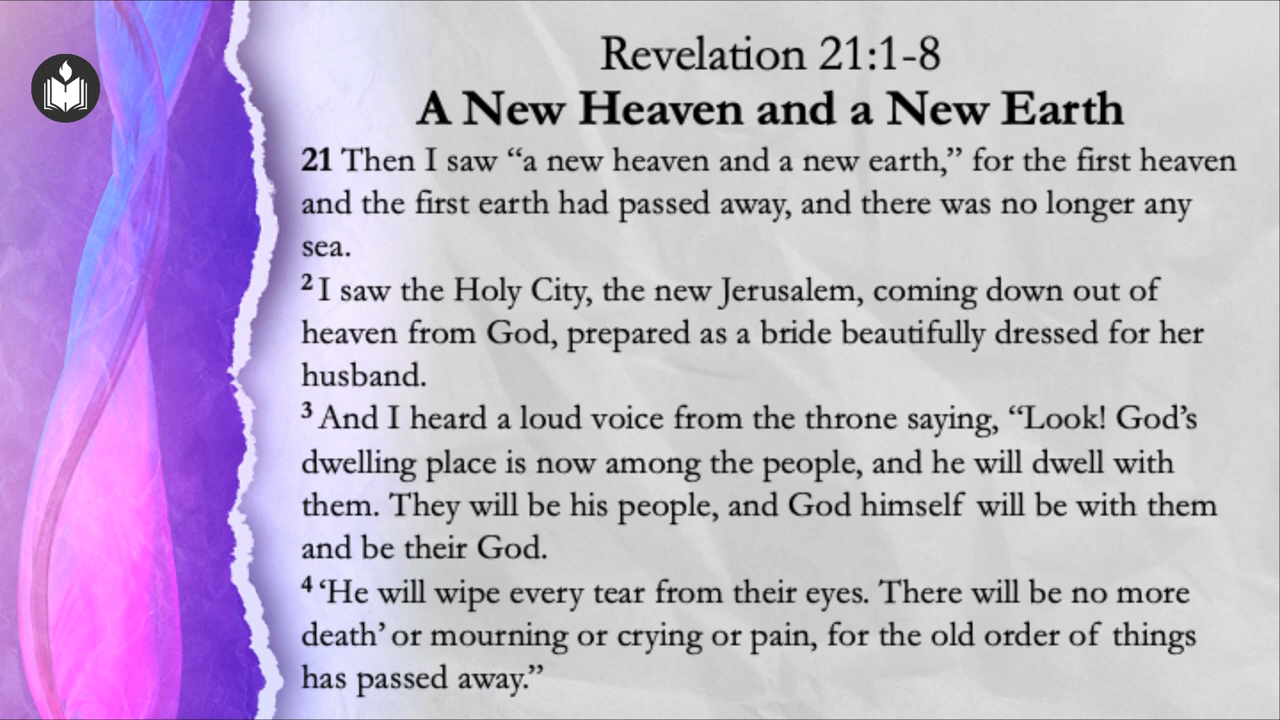 Revelation 21:1-8
A New Heaven and a New Earth
21 Then I saw “a new heaven and a new earth,” for the first heaven
and the first earth had passed away, and there was no longer any
sea.
2 I saw the Holy City, the new Jerusalem, coming down out of
heaven from God, prepared as a bride beautifully dressed for her
husband.
3 And I heard a loud voice from the throne saying, “Look! God’s
dwelling place is now among the people, and he will dwell with
them. They will be his people, and God himself will be with them
and be their God.
4 ‘He will wipe every tear from their eyes. There will be no more
death’ or mourning or crying or pain, for the old order of things
has passed away.”